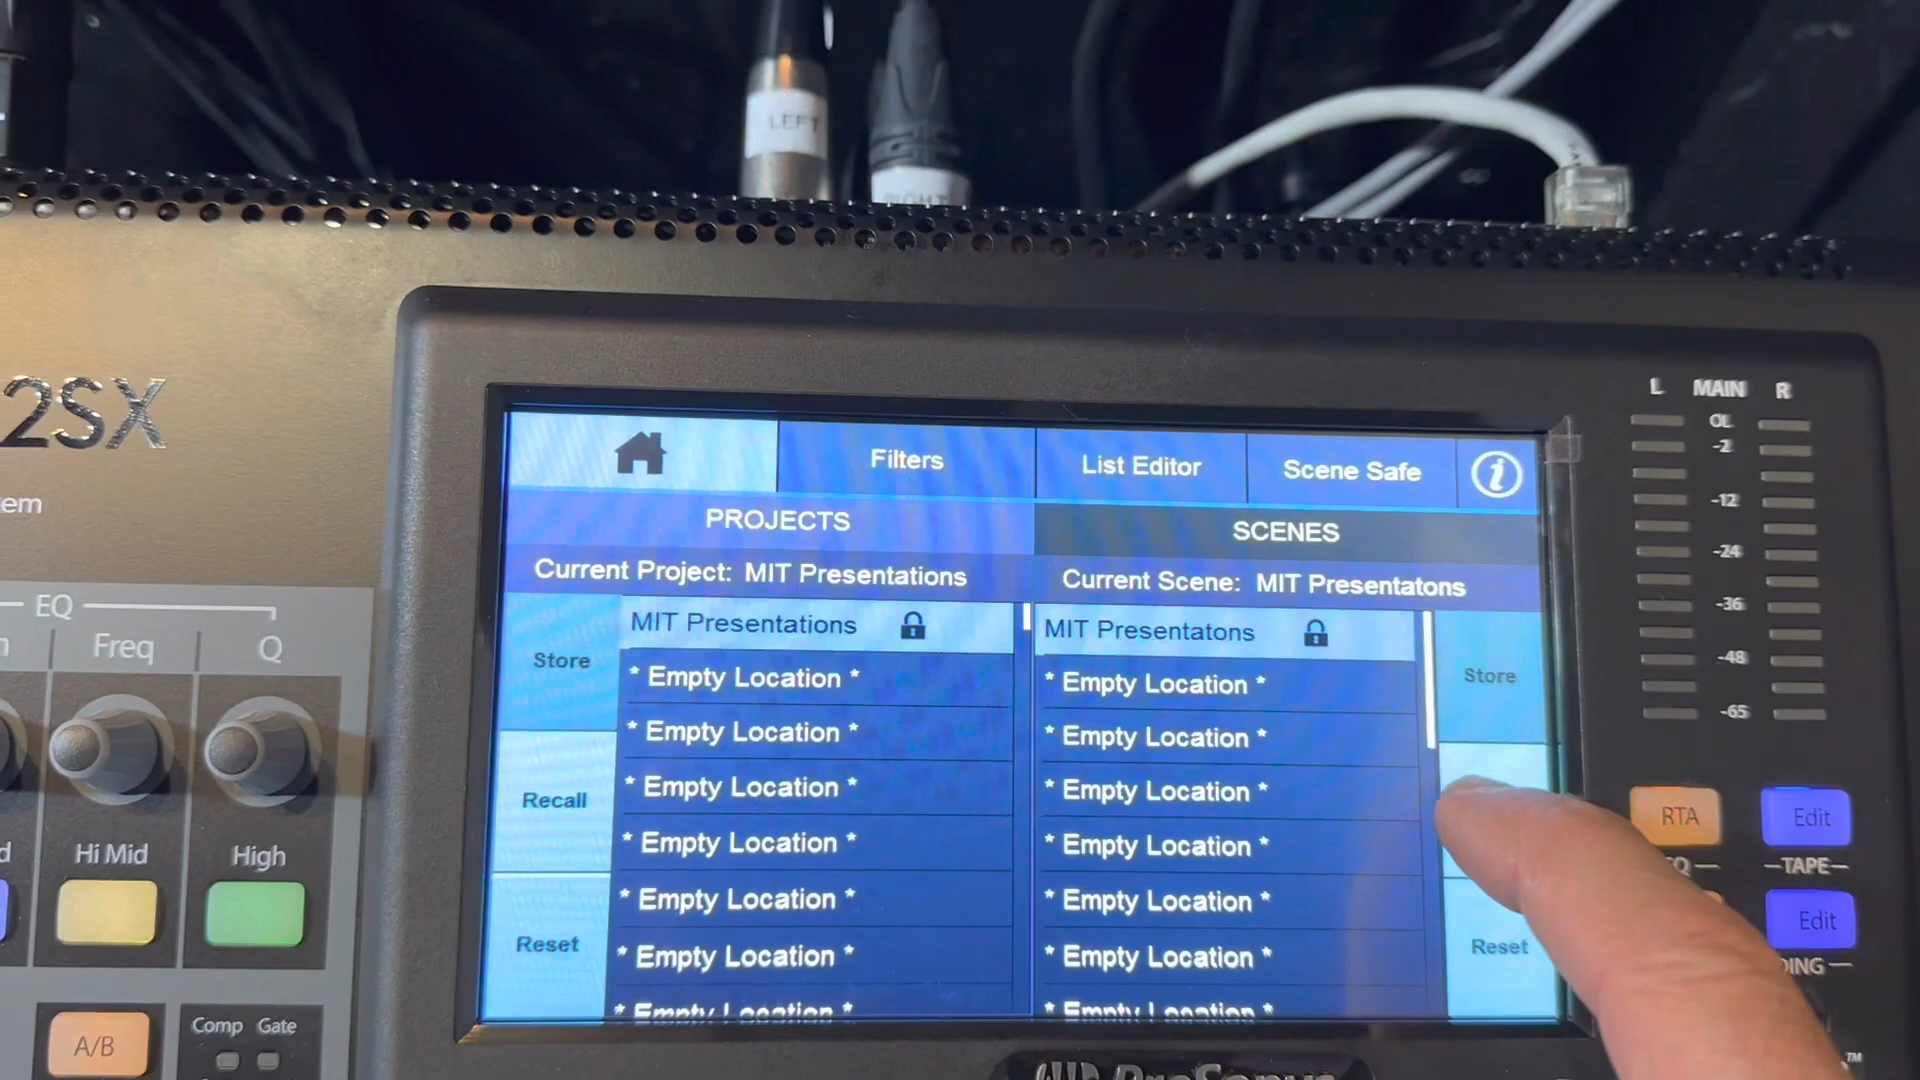 LEFT
RIGHT
2SX
em
EQ
Freq
Q
Hi Mid
High
A/B
Comp Gate
Filters
List Editor
Scene Safe
i
PROJECTS
SCENES
Current Project: MIT Presentations
Current Scene: MIT Presentatons
Store
Recall
Reset
MIT Presentations
* Empty Location *
* Empty Location *
* Empty Location *
* Empty Location *
* Empty Location *
* Empty Location *
* Empty Location *
MIT Presentatons
* Empty Location *
* Empty Location *
* Empty Location *
* Empty Location *
* Empty Location *
* Empty Location *
* Empty Location *
Store
Reset
L MAIN R
OL
-2
-12
-24
-36
-48
-65
RTA
Edit
TAPE
Edit
PreSonus
TM